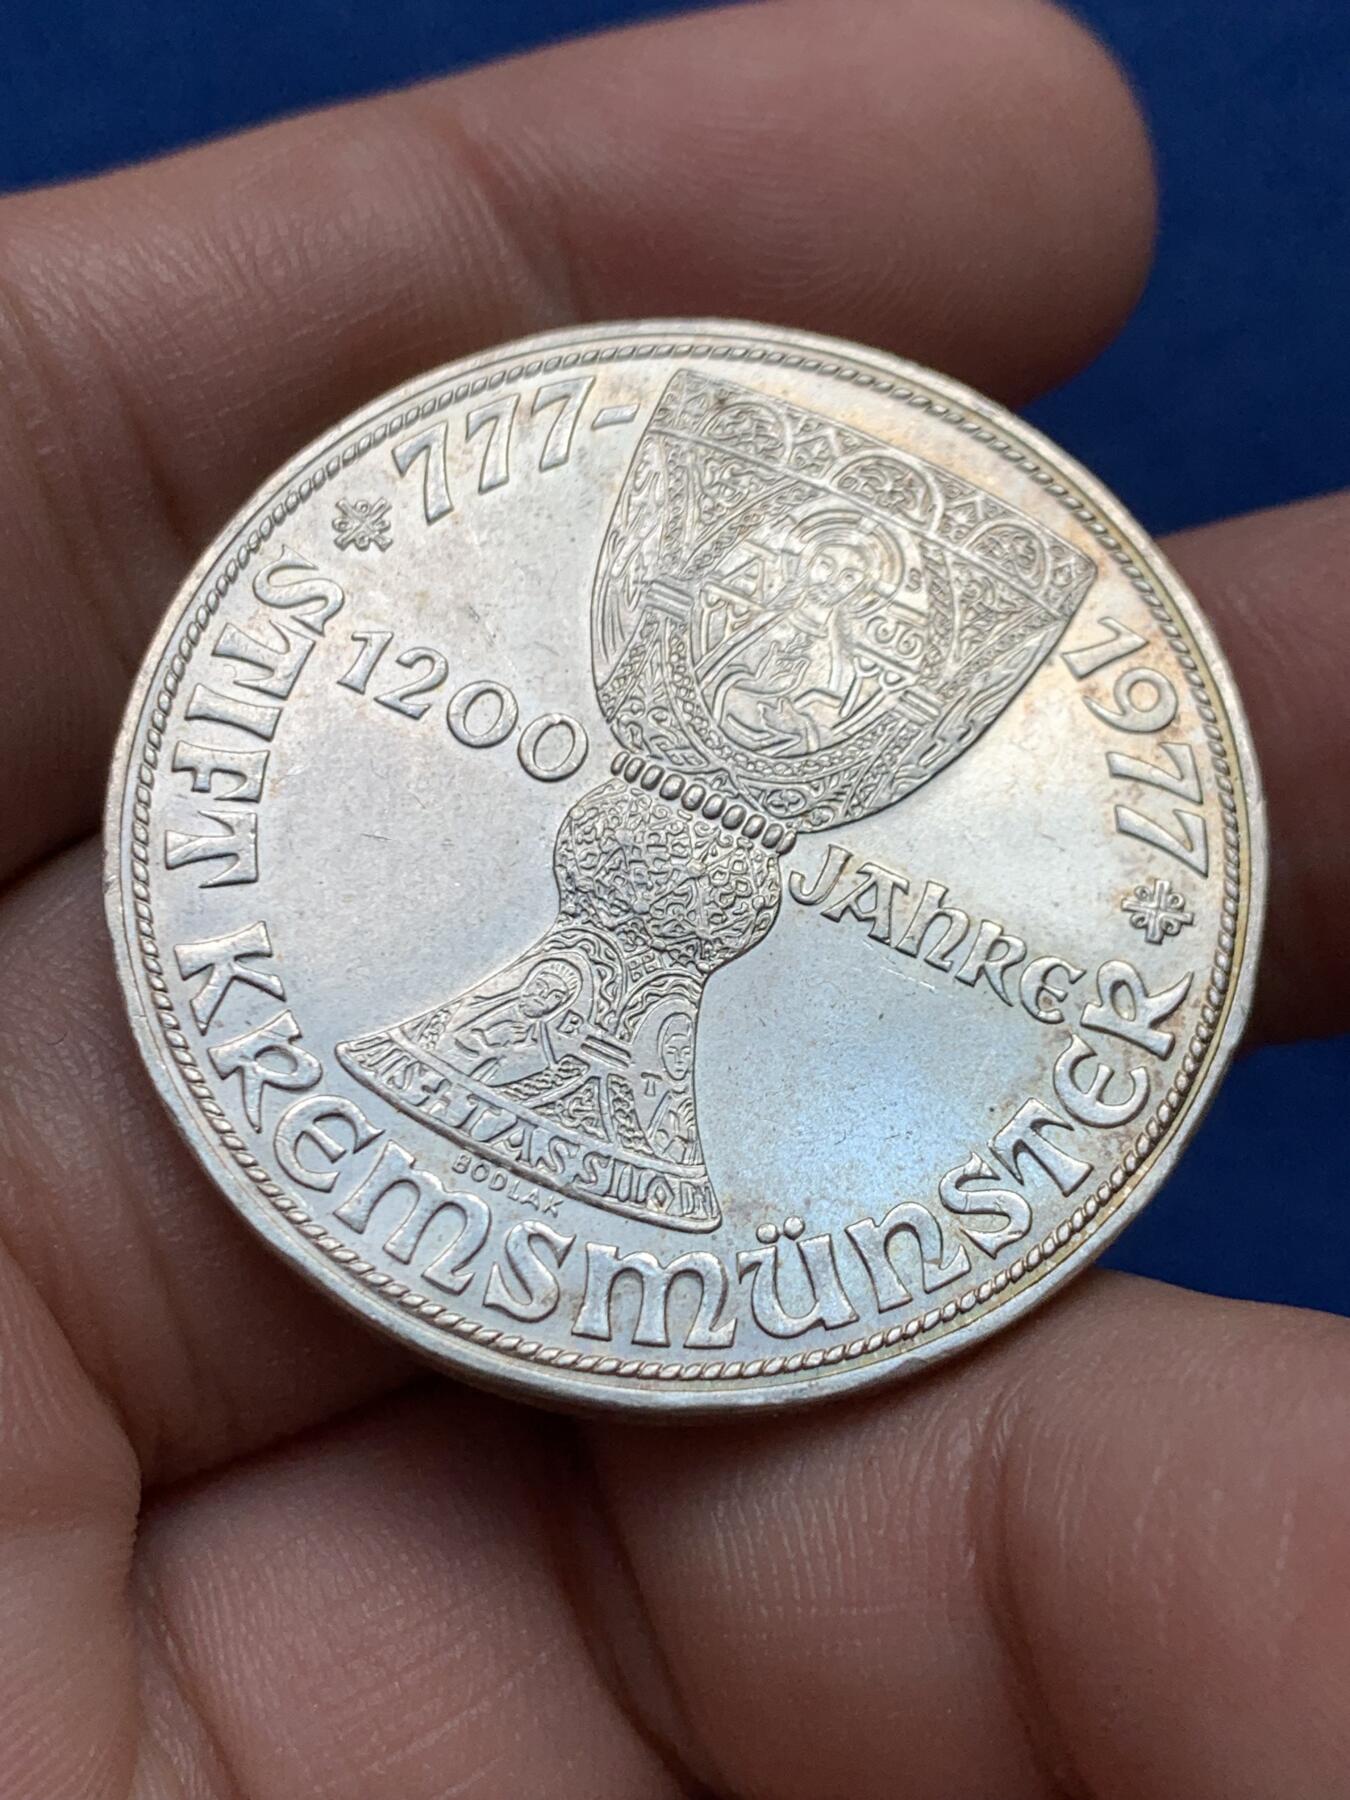 * 777-1977 *
1200 JAHRE
STIFT KREMSMÜNSTER
TASSILO
BODLAK